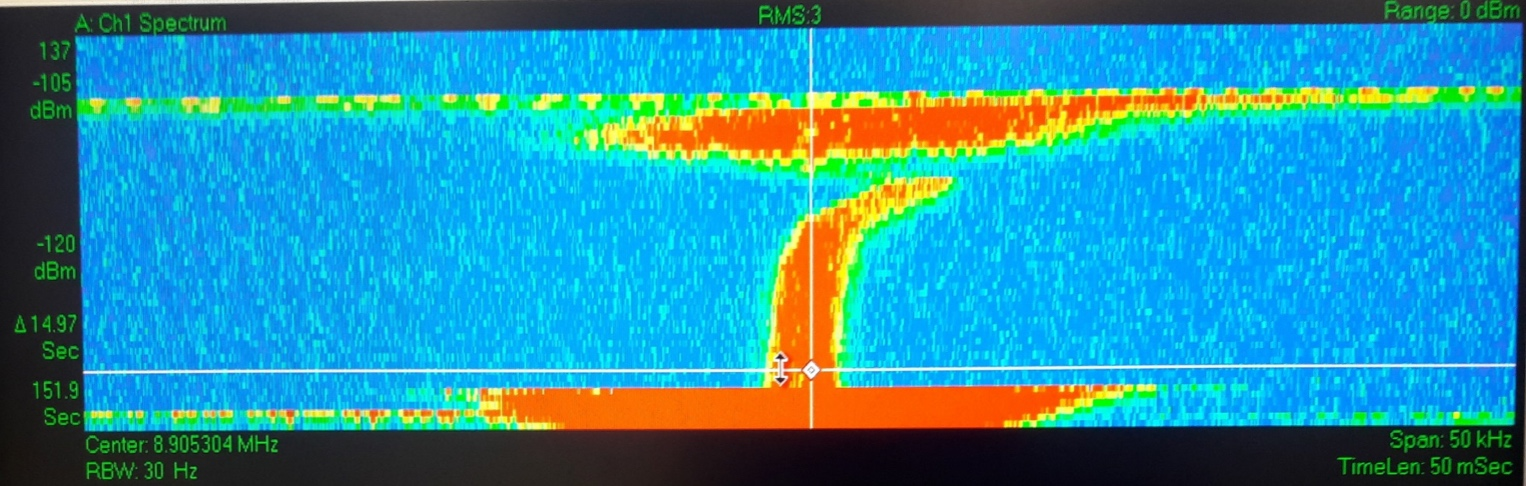 A: Ch1 Spectrum
RMS:3
Range: 0 dBm
137
-105
dBm
-120
dBm
Δ14.97
Sec
151.9
Sec
Center: 8.905304 MHz
Span: 50 kHz
RBW: 30 Hz
TimeLen: 50 mSec